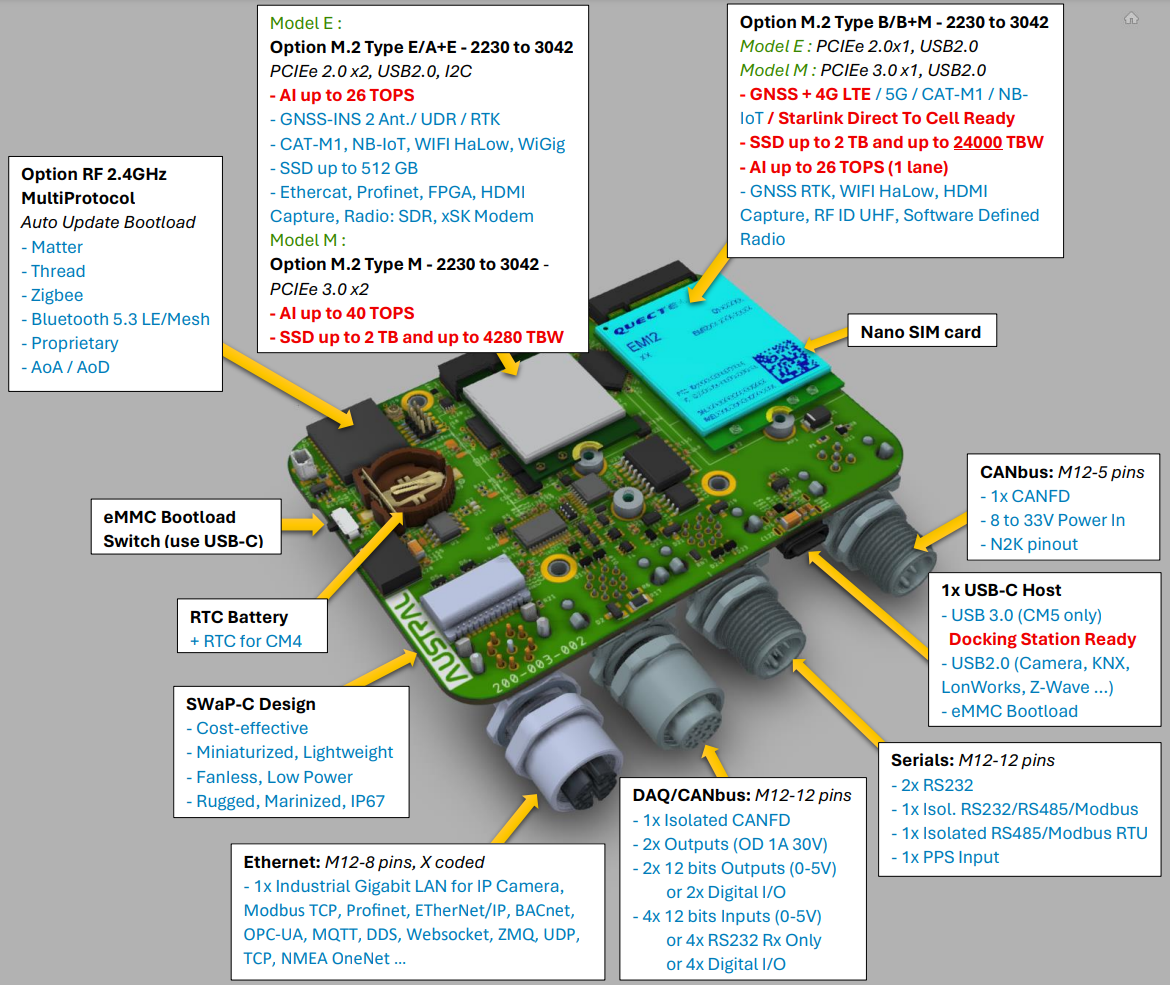 Model E :
Option M.2 Type E/A+E - 2230 to 3042
PCIEe 2.0 x2, USB2.0, I2C
- AI up to 26 TOPS
- GNSS-INS 2 Ant./ UDR / RTK
- CAT-M1, NB-IoT, WIFI HaLow, WiGig
- SSD up to 512 GB
- Ethercat, Profinet, FPGA, HDMI
Capture, Radio: SDR, xSK Modem
Model M :
Option M.2 Type M - 2230 to 3042 -
PCIEe 3.0 x2
- AI up to 40 TOPS
- SSD up to 2 TB and up to 4280 TBW
Option M.2 Type B/B+M - 2230 to 3042
Model E : PCIEe 2.0x1, USB2.0
Model M : PCIEe 3.0 x1, USB2.0
- GNSS + 4G LTE / 5G / CAT-M1 / NB-
IoT / Starlink Direct To Cell Ready
- SSD up to 2 TB and up to 24000 TBW
- AI up to 26 TOPS (1 lane)
- GNSS RTK, WIFI HaLow, HDMI
Capture, RF ID UHF, Software Defined
Radio
Option RF 2.4GHz
MultiProtocol
Auto Update Bootload
- Matter
- Thread
- Zigbee
- Bluetooth 5.3 LE/Mesh
- Proprietary
- AoA / AoD
QUECTE
EM12
XX
Nano SIM card
CANbus: M12-5 pins
- 1x CANFD
- 8 to 33V Power In
- N2K pinout
eMMC Bootload
Switch (use USB-C)
RTC Battery
+ RTC for CM4
AUSTRAL
200-003-002
1x USB-C Host
- USB 3.0 (CM5 only)
Docking Station Ready
- USB2.0 (Camera, KNX,
LonWorks, Z-Wave ...)
- eMMC Bootload
SWaP-C Design
- Cost-effective
- Miniaturized, Lightweight
- Fanless, Low Power
- Rugged, Marinized, IP67
Serials: M12-12 pins
- 2x RS232
- 1x Isol. RS232/RS485/Modbus
- 1x Isolated RS485/Modbus RTU
- 1x PPS Input
DAQ/CANbus: M12-12 pins
- 1x Isolated CANFD
- 2x Outputs (OD 1A 30V)
- 2x 12 bits Outputs (0-5V)
or 2x Digital I/O
- 4x 12 bits Inputs (0-5V)
or 4x RS232 Rx Only
or 4x Digital I/O
Ethernet: M12-8 pins, X coded
- 1x Industrial Gigabit LAN for IP Camera,
Modbus TCP, Profinet, ETherNet/IP, BACnet,
OPC-UA, MQTT, DDS, Websocket, ZMQ, UDP,
TCP, NMEA OneNet ...